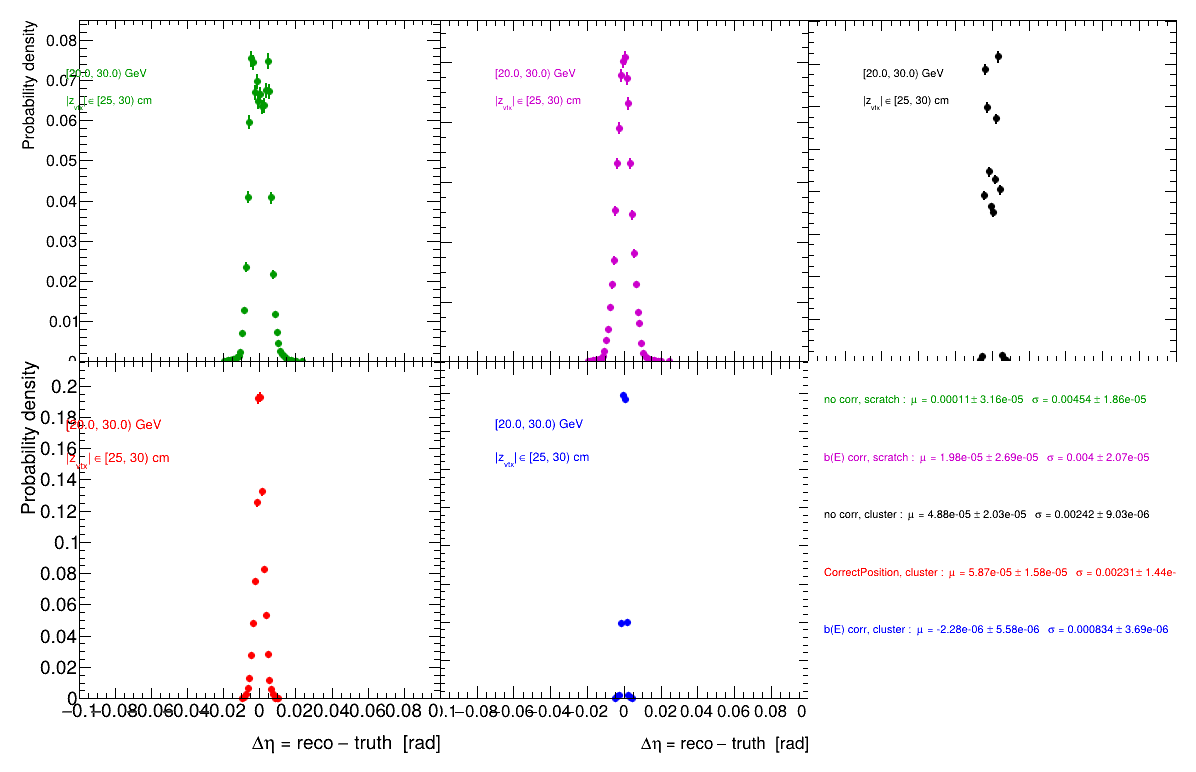 Probability density
0.08
0.07
0.06
0.05
0.04
0.03
0.02
0.01
0
[20.0, 30.0) GeV
|z_vtx| ∈ [25, 30) cm
[20.0, 30.0) GeV
|z_vtx| ∈ [25, 30) cm
[20.0, 30.0) GeV
|z_vtx| ∈ [25, 30) cm
Probability density
0.2
0.18
0.16
0.14
0.12
0.1
0.08
0.06
0.04
0.02
0
[20.0, 30.0) GeV
|z_vtx| ∈ [25, 30) cm
[20.0, 30.0) GeV
|z_vtx| ∈ [25, 30) cm
no corr, scratch : μ = 0.00011 ± 3.16e-05 σ = 0.00454 ± 1.86e-05
b(E) corr, scratch : μ = 1.98e-05 ± 2.69e-05 σ = 0.004 ± 2.07e-05
no corr, cluster : μ = 4.88e-05 ± 2.03e-05 σ = 0.00242 ± 9.03e-06
CorrectPosition, cluster : μ = 5.87e-05 ± 1.58e-05 σ = 0.00231 ± 1.44e-
b(E) corr, cluster : μ = -2.28e-06 ± 5.58e-06 σ = 0.000834 ± 3.69e-06
−0.1 −0.08 −0.06 −0.04 −0.02 0 0.02 0.04 0.06 0.08 0.1 −0.08 −0.06 −0.04 −0.02 0 0.02 0.04 0.06 0.08 0
Δη = reco − truth [rad]
Δη = reco − truth [rad]